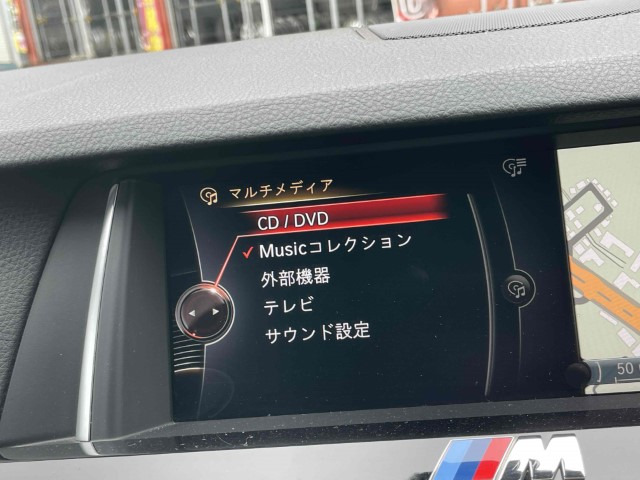 マルチメディア
CD / DVD
✓ Musicコレクション
外部機器
テレビ
サウンド設定
50
M